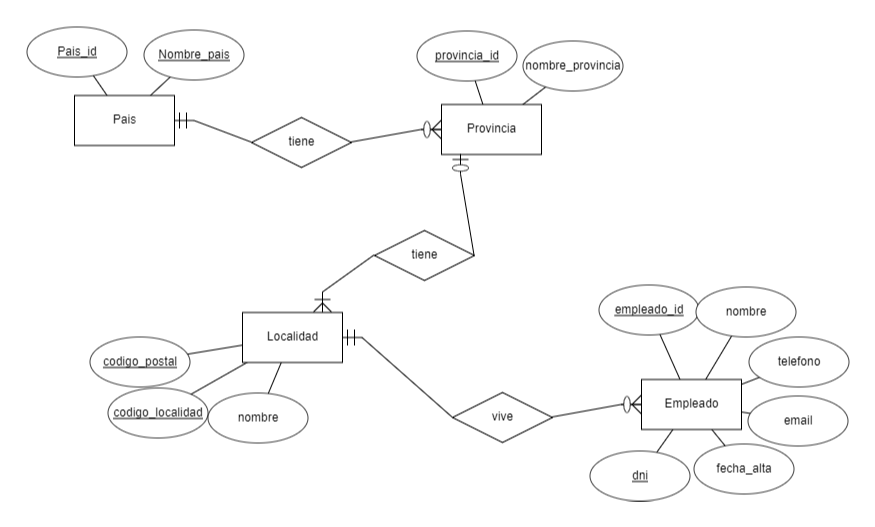 Pais_id
Nombre_pais
provincia_id
nombre_provincia
Pais
Provincia
tiene
tiene
Localidad
codigo_postal
codigo_localidad
nombre
empleado_id
nombre
telefono
Empleado
vive
email
dni
fecha_alta